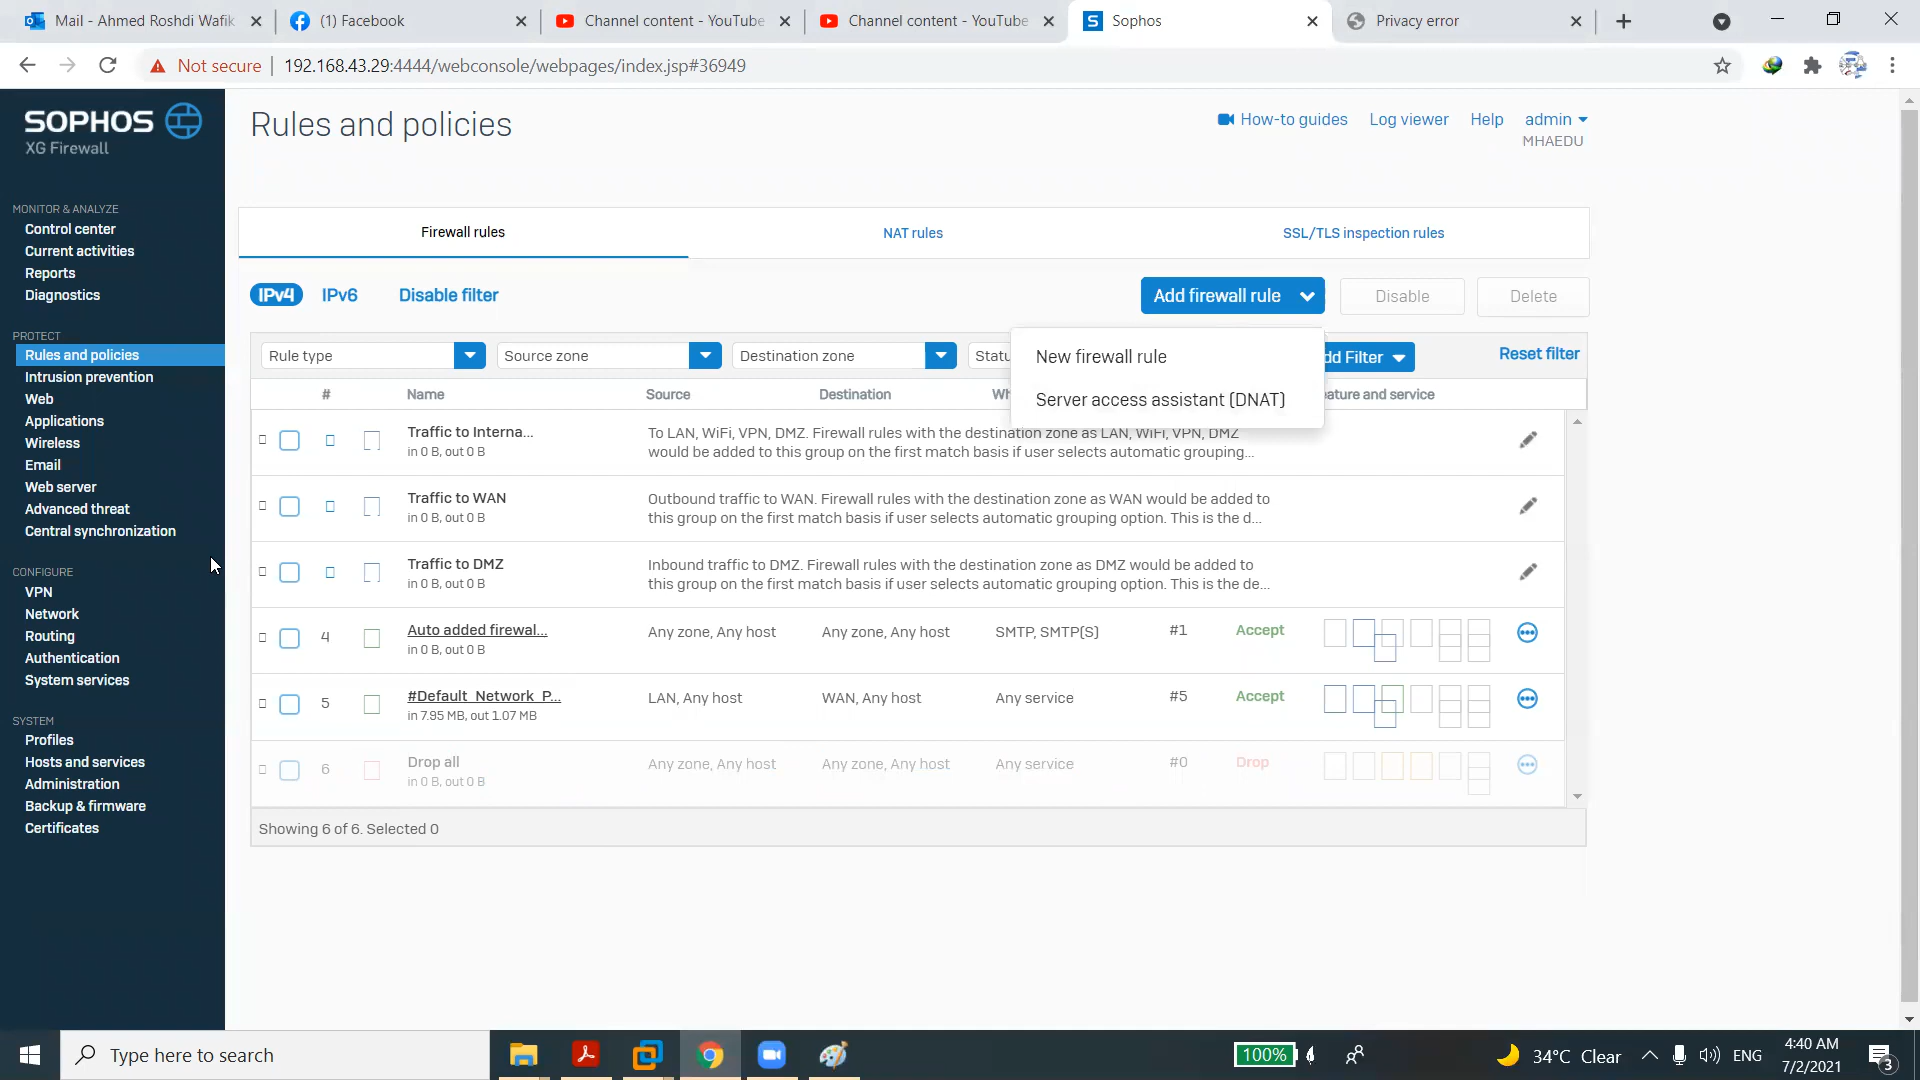 Mail - Ahmed Roshdi Wafik
(1) Facebook
Channel content - YouTube
Channel content - YouTube
Sophos
Privacy error
Not secure
192.168.43.29:4444/webconsole/webpages/index.jsp#36949
SOPHOS
XG Firewall
Rules and policies
How-to guides
Log viewer
Help
admin
MHAEDU
MONITOR & ANALYZE
Control center
Current activities
Reports
Diagnostics
PROTECT
Rules and policies
Intrusion prevention
Web
Applications
Wireless
Email
Web server
Advanced threat
Central synchronization
CONFIGURE
VPN
Network
Routing
Authentication
System services
SYSTEM
Profiles
Hosts and services
Administration
Backup & firmware
Certificates
Firewall rules
NAT rules
SSL/TLS inspection rules
IPv4
IPv6
Disable filter
Add firewall rule
Disable
Delete
New firewall rule
Server access assistant (DNAT)
Rule type
Source zone
Destination zone
Statu
dd Filter
Reset filter
#
Name
Source
Destination
Wh
ature and service
Traffic to Interna...
in 0 B, out 0 B
To LAN, WiFi, VPN, DMZ. Firewall rules with the destination zone as LAN, WiFi, VPN, DMZ
would be added to this group on the first match basis if user selects automatic grouping...
Traffic to WAN
in 0 B, out 0 B
Outbound traffic to WAN. Firewall rules with the destination zone as WAN would be added to
this group on the first match basis if user selects automatic grouping option. This is the d...
Traffic to DMZ
in 0 B, out 0 B
Inbound traffic to DMZ. Firewall rules with the destination zone as DMZ would be added to
this group on the first match basis if user selects automatic grouping option. This is the de...
4
Auto added firewal...
in 0 B, out 0 B
Any zone, Any host
Any zone, Any host
SMTP, SMTP(S)
#1
Accept
5
#Default_Network_P...
in 7.95 MB, out 1.07 MB
LAN, Any host
WAN, Any host
Any service
#5
Accept
6
Drop all
in 0 B, out 0 B
Any zone, Any host
Any zone, Any host
Any service
#0
Drop
Showing 6 of 6. Selected 0
Type here to search
100%
34°C Clear
ENG
4:40 AM
7/2/2021
3